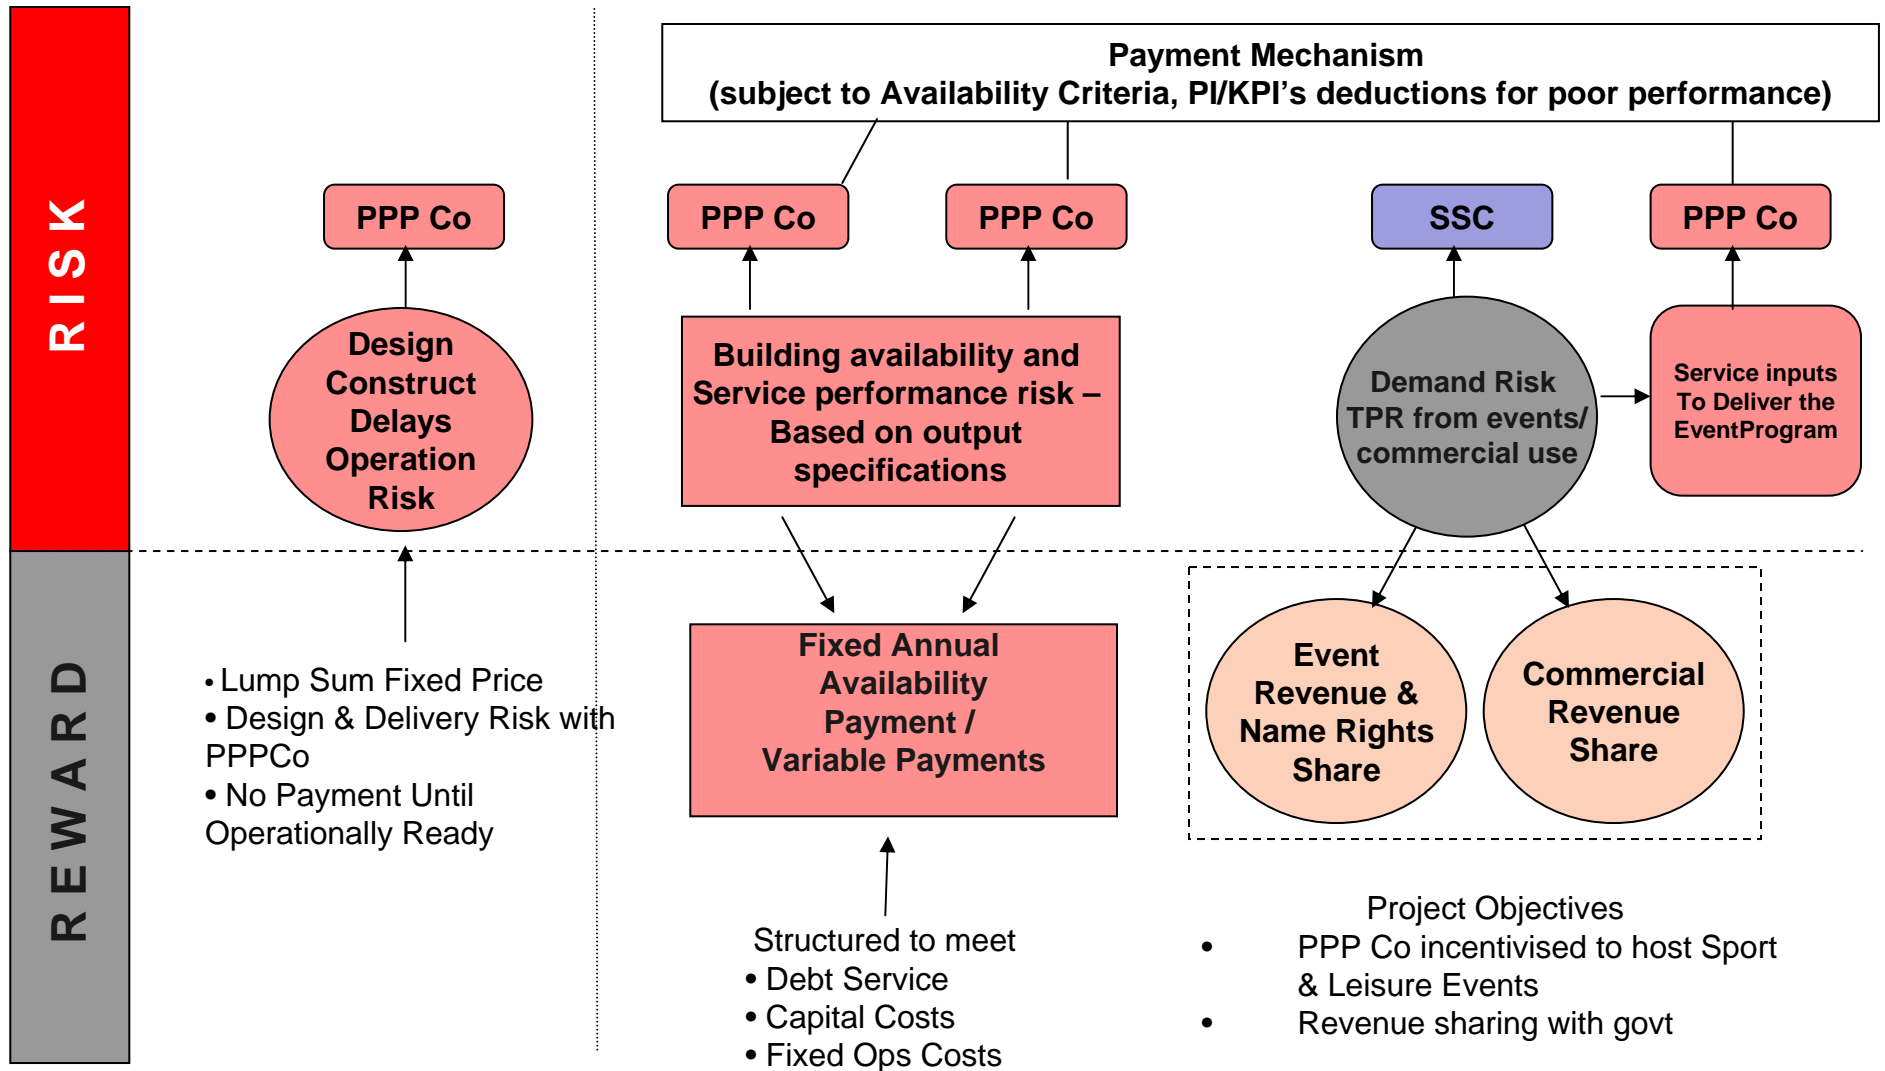 RISK
REWARD
Payment Mechanism
(subject to Availability Criteria, PI/KPI's deductions for poor performance)
PPP Co
PPP Co
PPP Co
SSC
PPP Co
Design
Construct
Delays
Operation
Risk
Building availability and
Service performance risk –
Based on output
specifications
Demand Risk
TPR from events/
commercial use
Service inputs
To Deliver the
EventProgram
• Lump Sum Fixed Price
• Design & Delivery Risk with
PPPCo
• No Payment Until
Operationally Ready
Fixed Annual
Availability
Payment /
Variable Payments
Event
Revenue &
Name Rights
Share
Commercial
Revenue
Share
Structured to meet
• Debt Service
• Capital Costs
• Fixed Ops Costs
Project Objectives
• PPP Co incentivised to host Sport
& Leisure Events
• Revenue sharing with govt